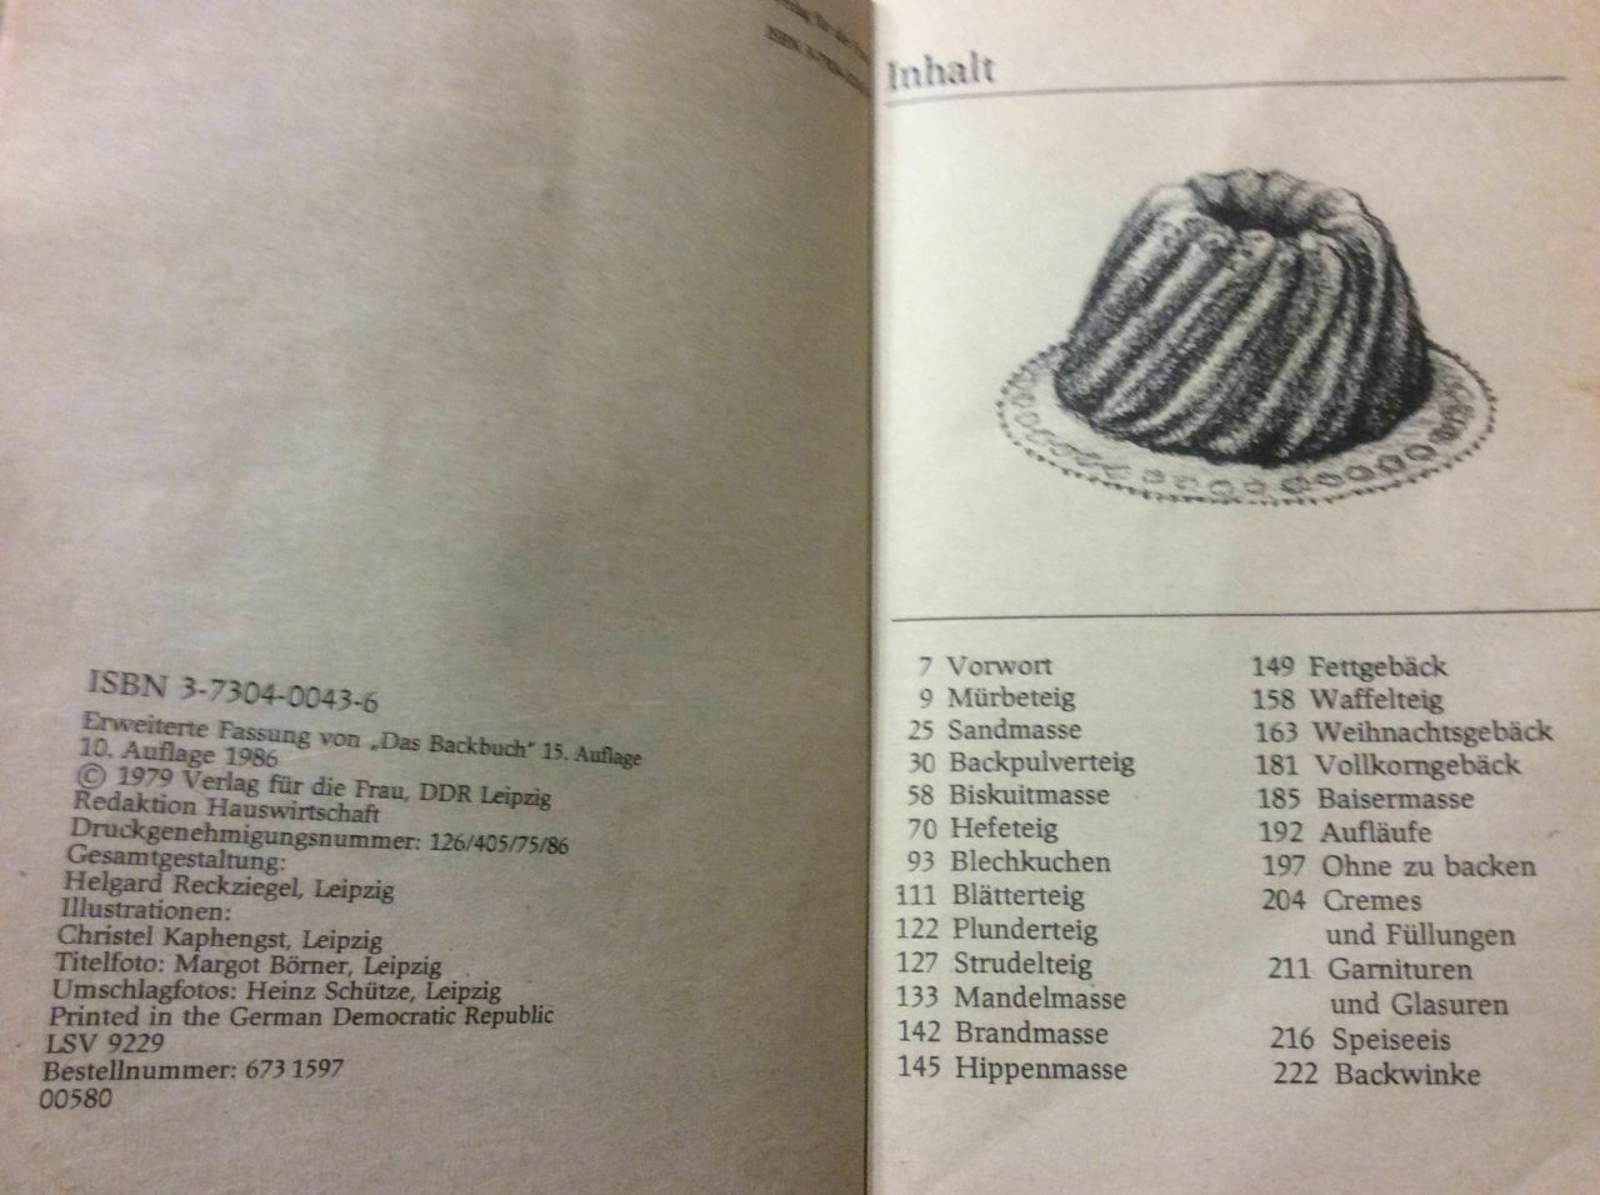 ISBN 3-7304-0043-6
Erweiterte Fassung von „Das Backbuch“ 15. Auflage
10. Auflage 1986
© 1979 Verlag für die Frau, DDR Leipzig
Redaktion Hauswirtschaft
Druckgenehmigungsnummer: 126/405/75/86
Gesamtgestaltung:
Helgard Reckziegel, Leipzig
Illustrationen:
Christel Kaphengst, Leipzig
Titelfoto: Margot Börner, Leipzig
Umschlagfotos: Heinz Schütze, Leipzig
Printed in the German Democratic Republic
LSV 9229
Bestellnummer: 673 1597
00580
Inhalt
7 Vorwort
9 Mürbeteig
25 Sandmasse
30 Backpulverteig
58 Biskuitmasse
70 Hefeteig
93 Blechkuchen
111 Blätterteig
122 Plunderteig
127 Strudelteig
133 Mandelmasse
142 Brandmasse
145 Hippenmasse
149 Fettgebäck
158 Waffelteig
163 Weihnachtsgebäck
181 Vollkorngebäck
185 Baisermasse
192 Aufläufe
197 Ohne zu backen
204 Cremes
und Füllungen
211 Garnituren
und Glasuren
216 Speiseeis
222 Backwinke